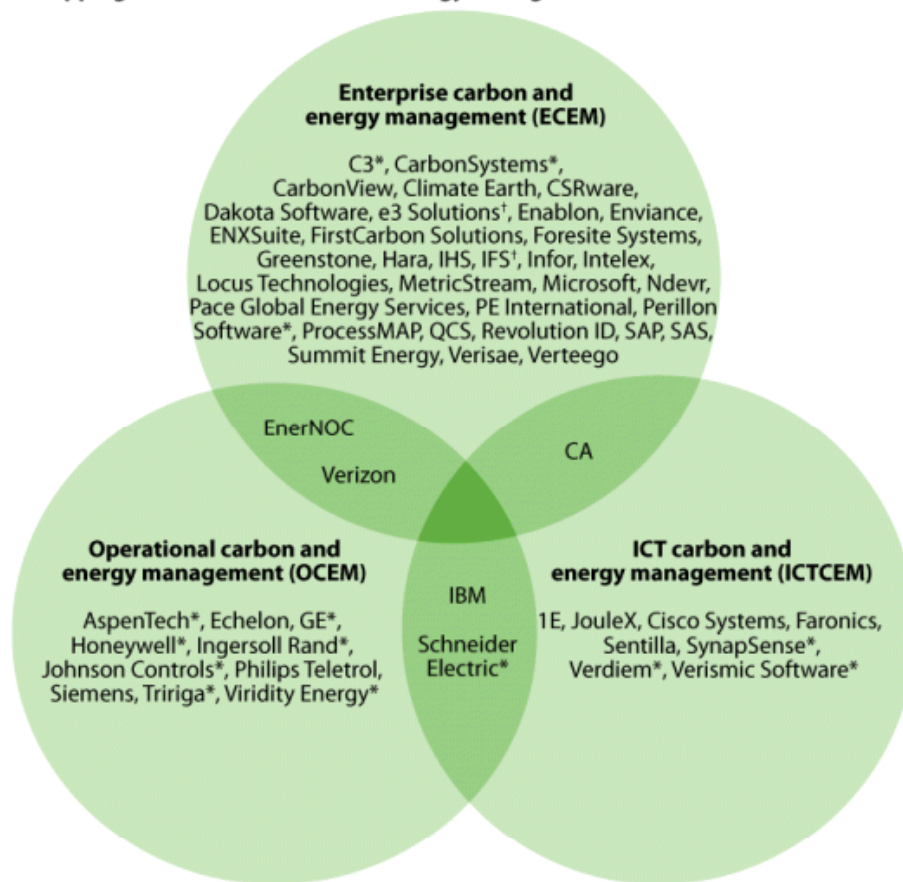 Enterprise carbon and
energy management (ECEM)
C3*, CarbonSystems*,
CarbonView, Climate Earth, CSRware,
Dakota Software, e3 Solutions†, Enablon, Enviance,
ENXSuite, FirstCarbon Solutions, Foresite Systems,
Greenstone, Hara, IHS, IFS†, Infor, Intelex,
Locus Technologies, MetricStream, Microsoft, Ndevr,
Pace Global Energy Services, PE International, Perillon
Software*, ProcessMAP, QCS, Revolution ID, SAP, SAS,
Summit Energy, Verisae, Verteego
EnerNOC
Verizon
CA
Operational carbon and
energy management (OCEM)
AspenTech*, Echelon, GE*,
Honeywell*, Ingersoll Rand*,
Johnson Controls*, Philips Teletrol,
Siemens, Tririga*, Viridity Energy*
IBM
Schneider
Electric*
ICT carbon and
energy management (ICTCEM)
1E, JouleX, Cisco Systems, Faronics,
Sentilla, SynapSense*,
Verdiem*, Verismic Software*